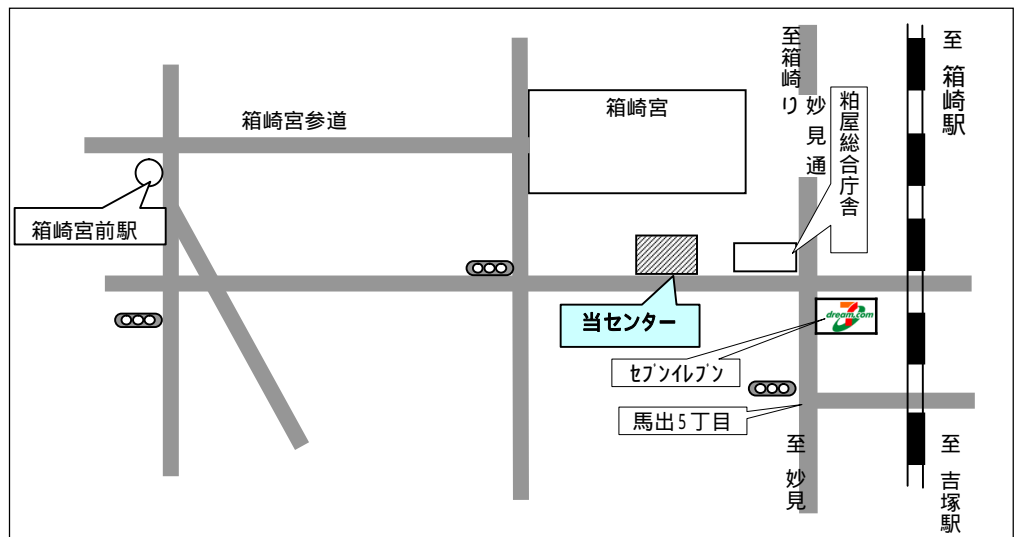 箱崎宮参道
箱崎宮
至箱崎り
妙見通
粕屋総合庁舎
至 箱崎駅
箱崎宮前駅
当センター
dream.com
ｾﾌﾞﾝｲﾚﾌﾞﾝ
馬出5丁目
至 妙見
至 吉塚駅